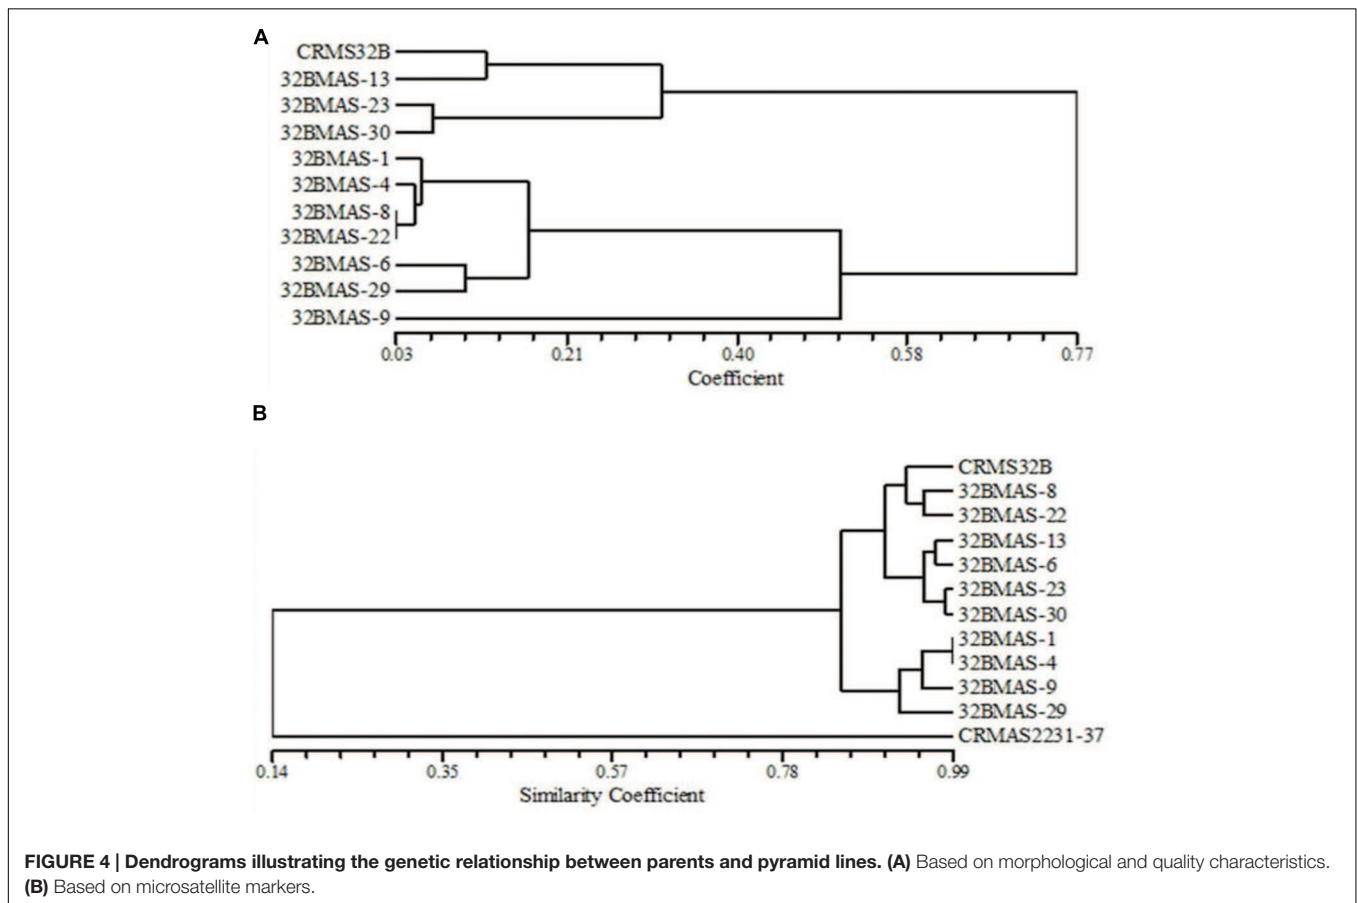 A
CRMS32B
32BMAS-13
32BMAS-23
32BMAS-30
32BMAS-1
32BMAS-4
32BMAS-8
32BMAS-22
32BMAS-6
32BMAS-29
32BMAS-9
0.03 0.21 0.40 0.58 0.77
Coefficient
B
CRMS32B
32BMAS-8
32BMAS-22
32BMAS-13
32BMAS-6
32BMAS-23
32BMAS-30
32BMAS-1
32BMAS-4
32BMAS-9
32BMAS-29
CRMAS2231-37
0.14 0.35 0.57 0.78 0.99
Similarity Coefficient
FIGURE 4 | Dendrograms illustrating the genetic relationship between parents and pyramid lines. (A) Based on morphological and quality characteristics.
(B) Based on microsatellite markers.